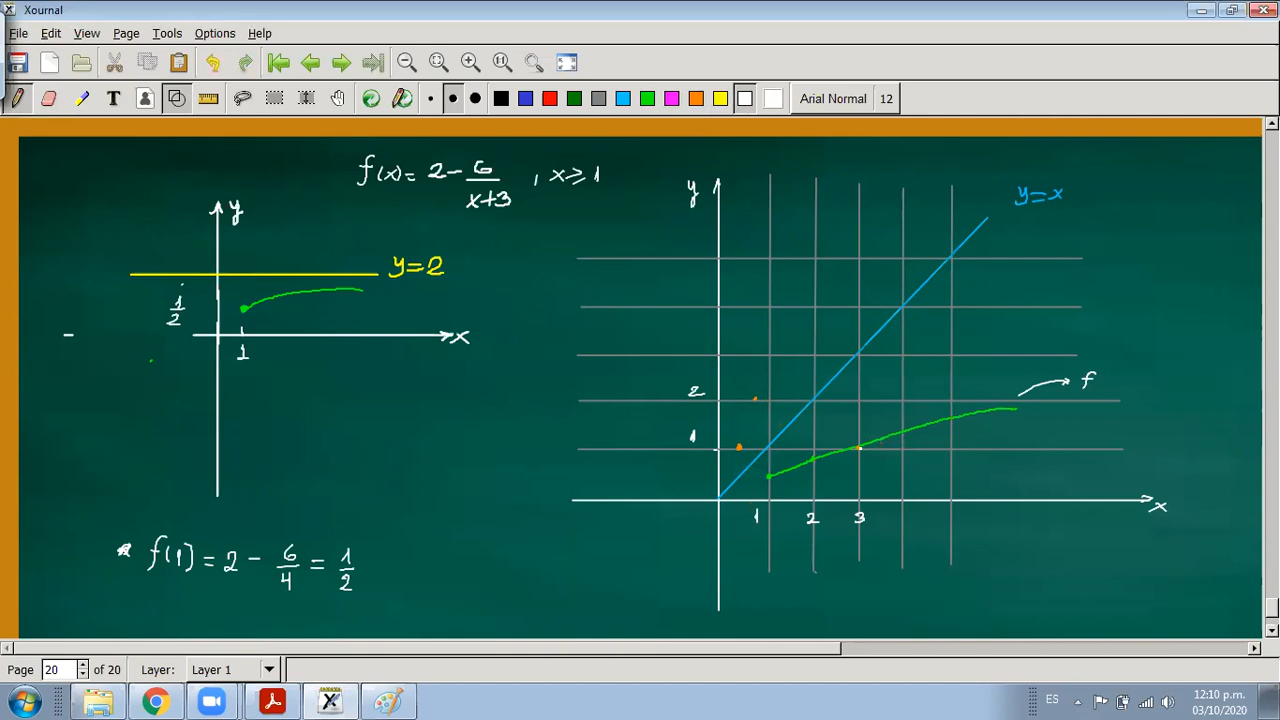 Xournal
File Edit View Page Tools Options Help
Arial Normal 12
f(x) = 2 - 6/(x+3) , x ≥ 1
y
y = 2
1/2
x
1
f(1) = 2 - 6/4 = 1/2
y
y = x
2
f
1
x
1 2 3
Page 20 of 20 Layer: Layer 1
ES 12:10 p.m.
03/10/2020